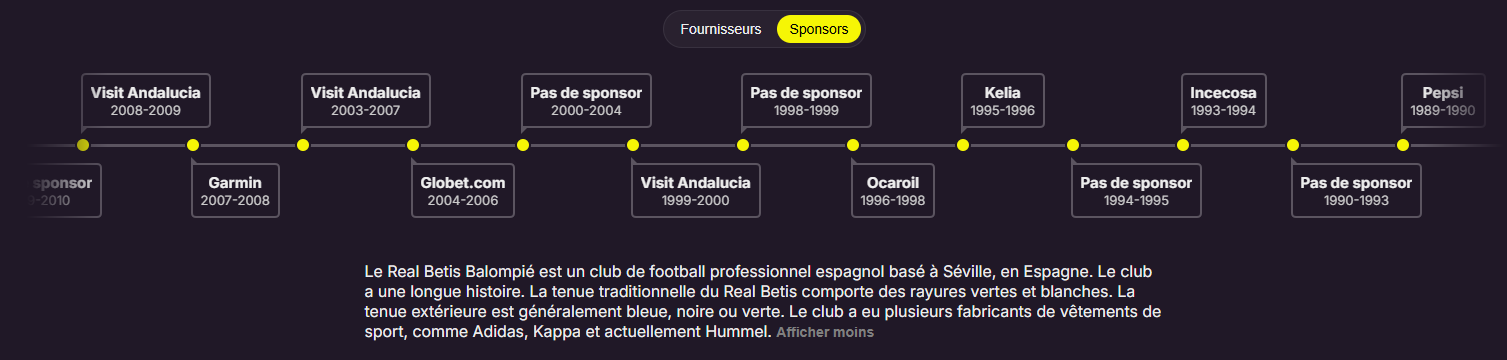 Fournisseurs Sponsors
Visit Andalucia
2008-2009
Visit Andalucia
2003-2007
Pas de sponsor
2000-2004
Pas de sponsor
1998-1999
Kelia
1995-1996
Incecosa
1993-1994
Pepsi
1989-1990
sponsor
-2010
Garmin
2007-2008
Globet.com
2004-2006
Visit Andalucia
1999-2000
Ocaroil
1996-1998
Pas de sponsor
1994-1995
Pas de sponsor
1990-1993
Le Real Betis Balompié est un club de football professionnel espagnol basé à Séville, en Espagne. Le club
a une longue histoire. La tenue traditionnelle du Real Betis comporte des rayures vertes et blanches. La
tenue extérieure est généralement bleue, noire ou verte. Le club a eu plusieurs fabricants de vêtements de
sport, comme Adidas, Kappa et actuellement Hummel. Afficher moins